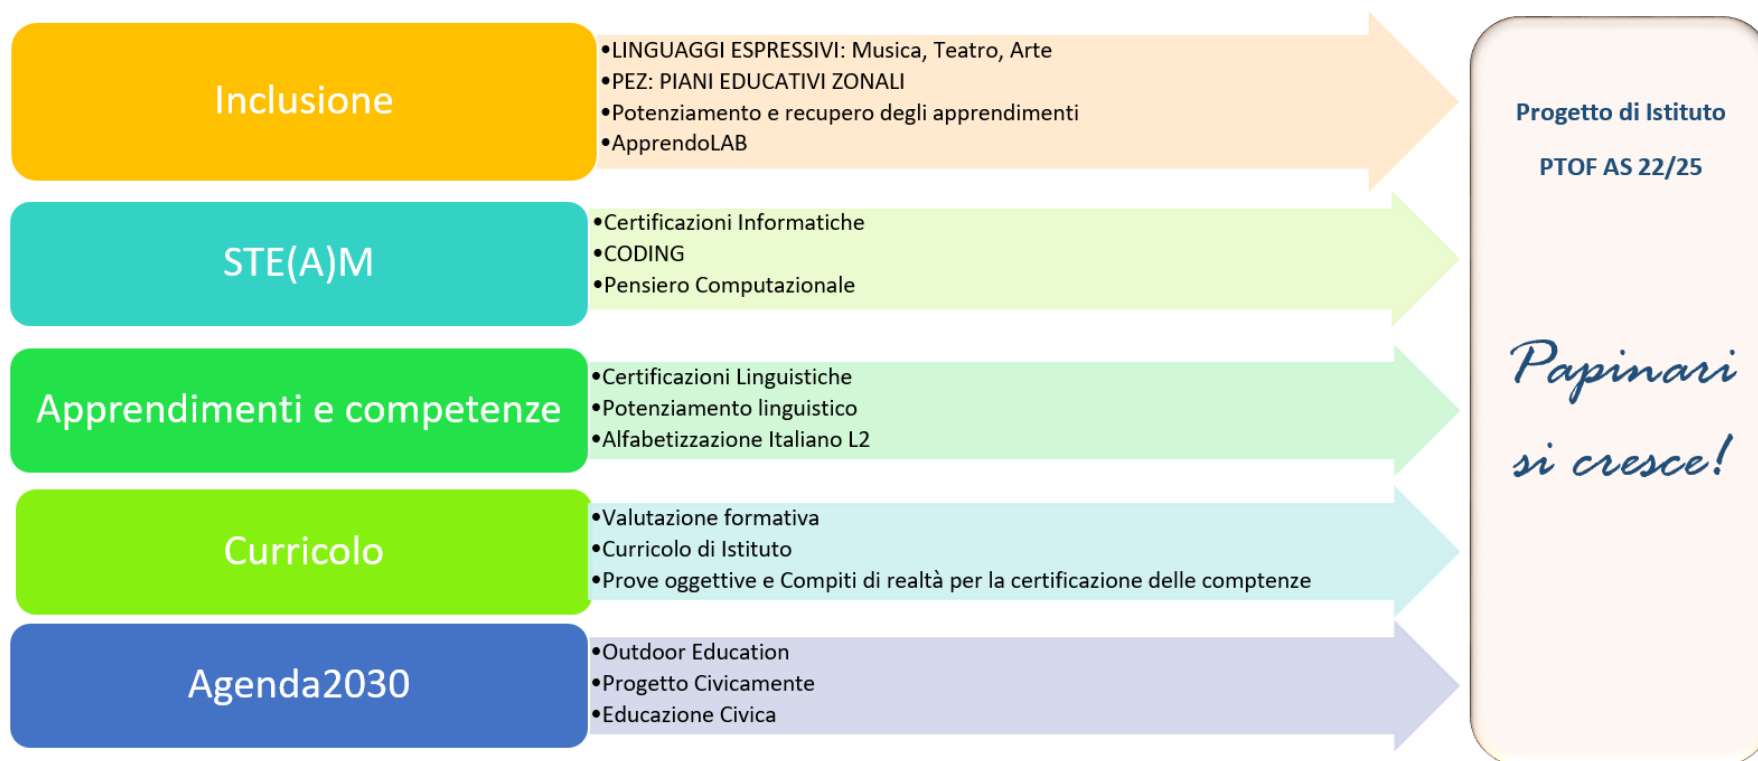 Inclusione
•LINGUAGGI ESPRESSIVI: Musica, Teatro, Arte
•PEZ: PIANI EDUCATIVI ZONALI
•Potenziamento e recupero degli apprendimenti
•ApprendoLAB
STE(A)M
•Certificazioni Informatiche
•CODING
•Pensiero Computazionale
Apprendimenti e competenze
•Certificazioni Linguistiche
•Potenziamento linguistico
•Alfabetizzazione Italiano L2
Curricolo
•Valutazione formativa
•Curricolo di Istituto
•Prove oggettive e Compiti di realtà per la certificazione delle comptenze
Agenda2030
•Outdoor Education
•Progetto Civicamente
•Educazione Civica
Progetto di Istituto
PTOF AS 22/25
Papinari
si cresce!